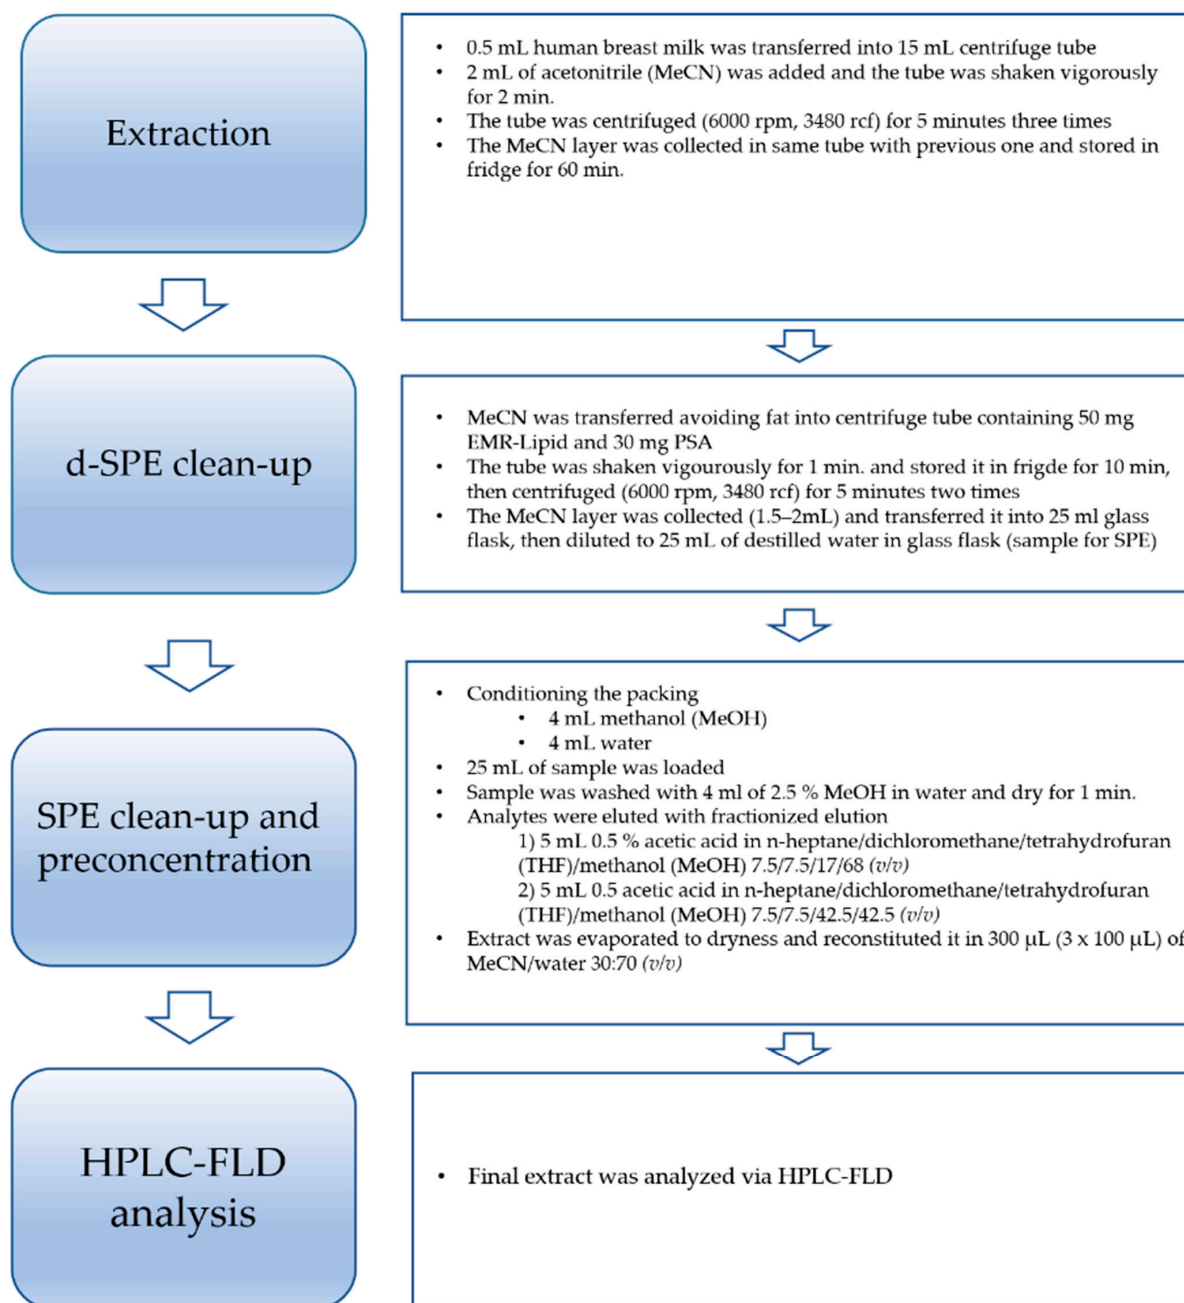 Extraction
• 0.5 mL human breast milk was transferred into 15 mL centrifuge tube
• 2 mL of acetonitrile (MeCN) was added and the tube was shaken vigorously
for 2 min.
• The tube was centrifuged (6000 rpm, 3480 rcf) for 5 minutes three times
• The MeCN layer was collected in same tube with previous one and stored in
fridge for 60 min.
d-SPE clean-up
• MeCN was transferred avoiding fat into centrifuge tube containing 50 mg
EMR-Lipid and 30 mg PSA
• The tube was shaken vigourously for 1 min. and stored it in frigde for 10 min,
then centrifuged (6000 rpm, 3480 rcf) for 5 minutes two times
• The MeCN layer was collected (1.5–2mL) and transferred it into 25 ml glass
flask, then diluted to 25 mL of destilled water in glass flask (sample for SPE)
SPE clean-up and
preconcentration
• Conditioning the packing
• 4 mL methanol (MeOH)
• 4 mL water
• 25 mL of sample was loaded
• Sample was washed with 4 ml of 2.5 % MeOH in water and dry for 1 min.
• Analytes were eluted with fractionized elution
1) 5 mL 0.5 % acetic acid in n-heptane/dichloromethane/tetrahydrofuran
(THF)/methanol (MeOH) 7.5/7.5/17/68 (v/v)
2) 5 mL 0.5 acetic acid in n-heptane/dichloromethane/tetrahydrofuran
(THF)/methanol (MeOH) 7.5/7.5/42.5/42.5 (v/v)
• Extract was evaporated to dryness and reconstituted it in 300 µL (3 x 100 µL) of
MeCN/water 30:70 (v/v)
HPLC-FLD
analysis
• Final extract was analyzed via HPLC-FLD